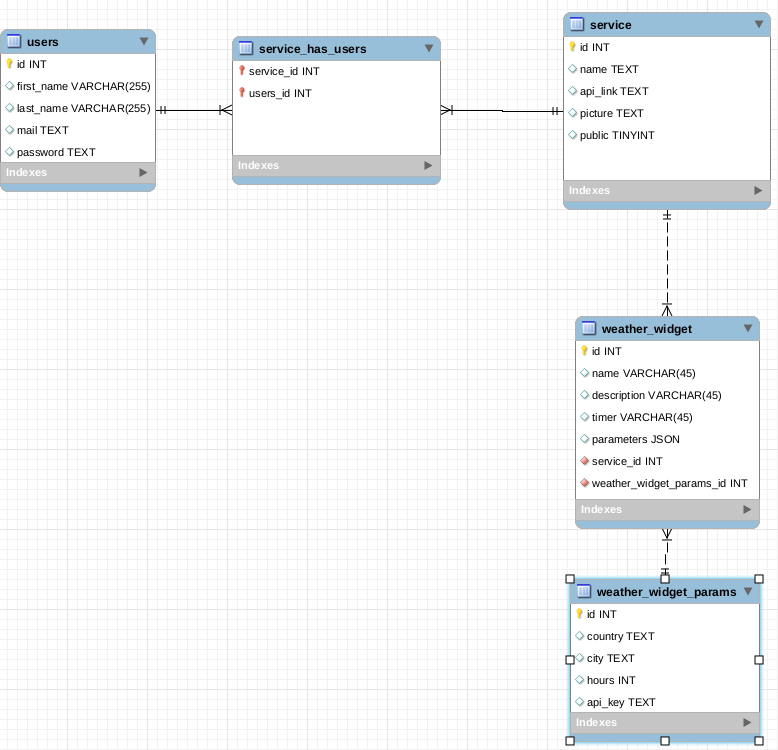 users
id INT
first_name VARCHAR(255)
last_name VARCHAR(255)
mail TEXT
password TEXT
Indexes
service_has_users
service_id INT
users_id INT
Indexes
service
id INT
name TEXT
api_link TEXT
picture TEXT
public TINYINT
Indexes
weather_widget
id INT
name VARCHAR(45)
description VARCHAR(45)
timer VARCHAR(45)
parameters JSON
service_id INT
weather_widget_params_id INT
Indexes
weather_widget_params
id INT
country TEXT
city TEXT
hours INT
api_key TEXT
Indexes